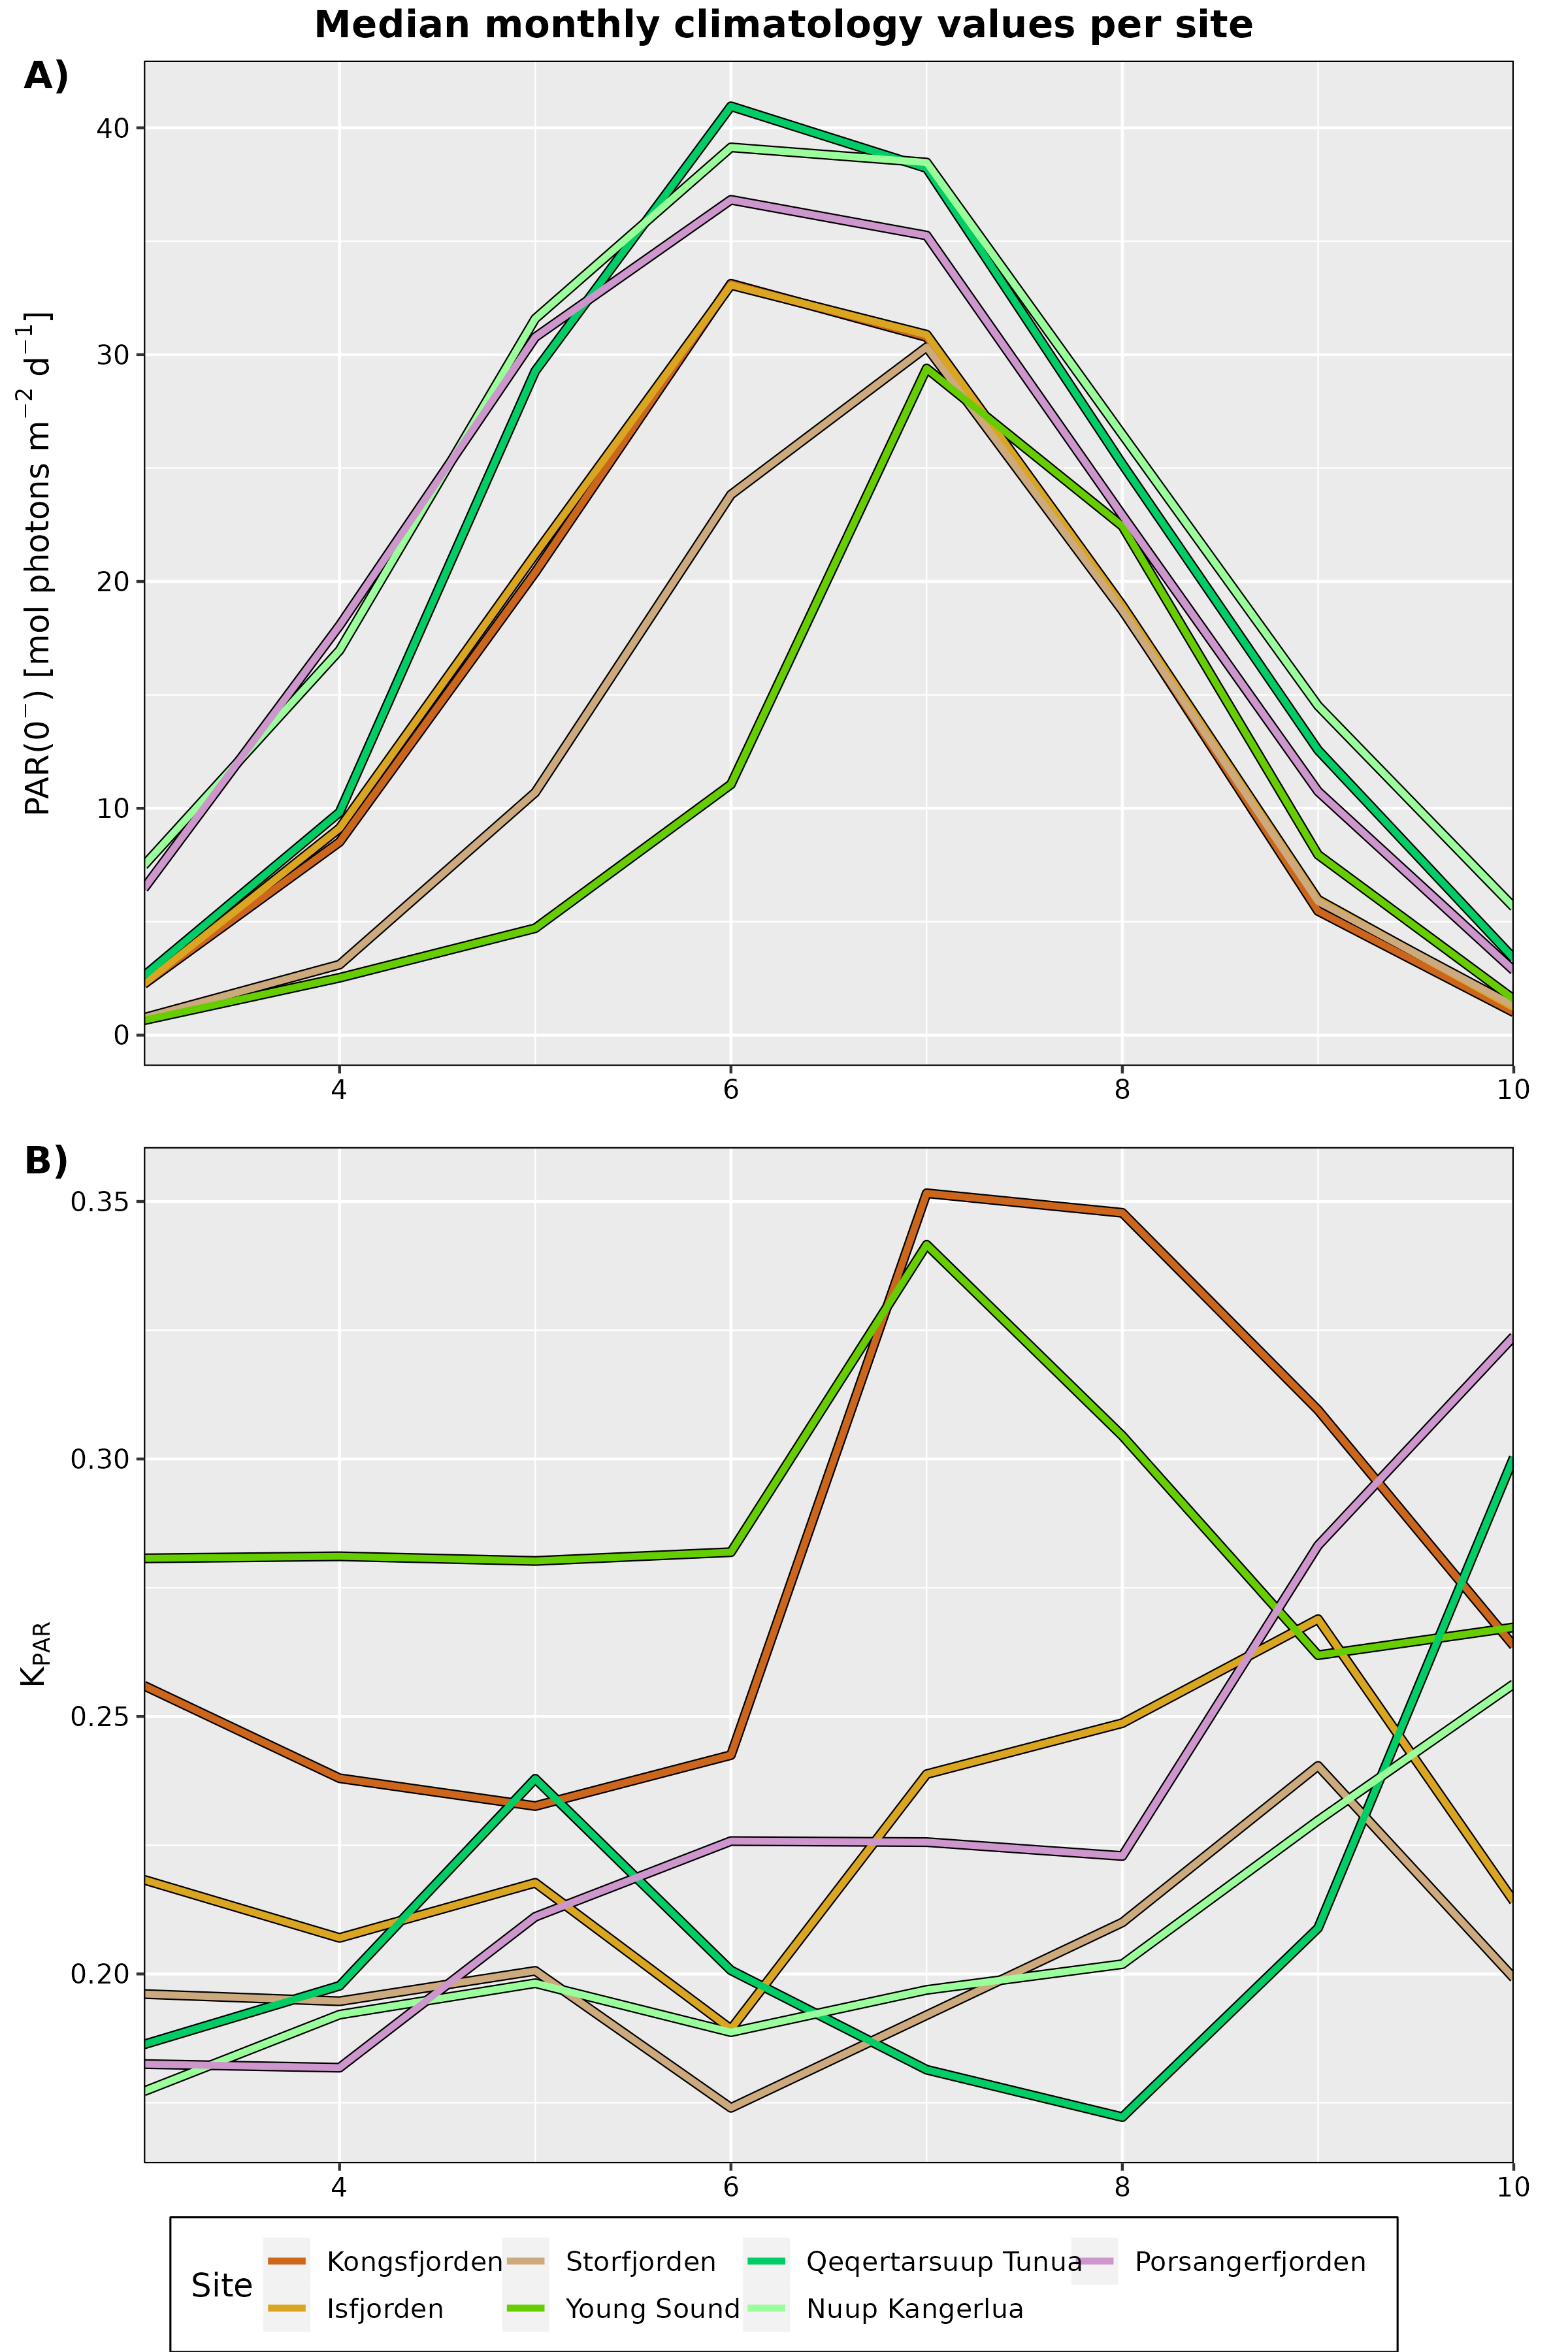 Median monthly climatology values per site
A)
PAR(0⁻) [mol photons m⁻² d⁻¹]
40
30
20
10
0
4 6 8 10
B)
K_PAR
0.35
0.30
0.25
0.20
4 6 8 10
Site
Kongsfjorden Storfjorden Qeqertarsuup Tunua Porsangerfjorden
Isfjorden Young Sound Nuup Kangerlua